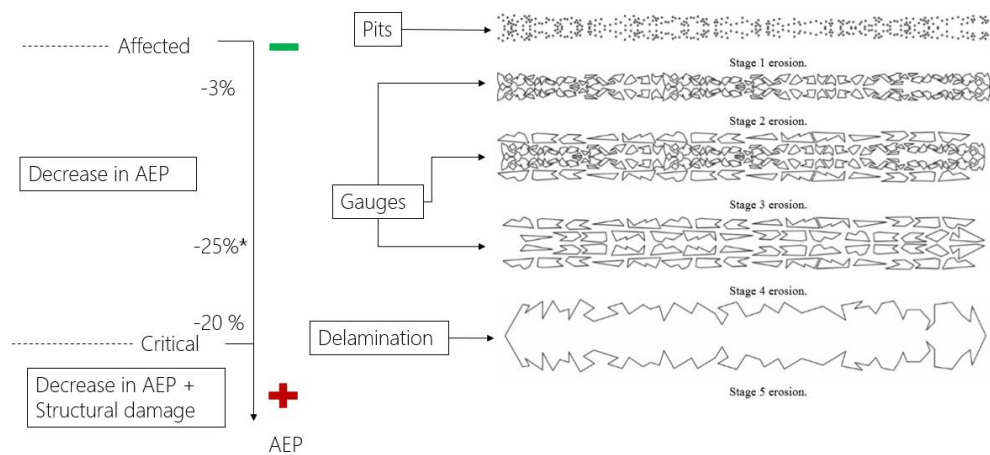 Affected
-3%
Decrease in AEP
-25%*
-20 %
Critical
Decrease in AEP +
Structural damage
AEP
Pits
Gauges
Delamination
Stage 1 erosion.
Stage 2 erosion.
Stage 3 erosion.
Stage 4 erosion.
Stage 5 erosion.